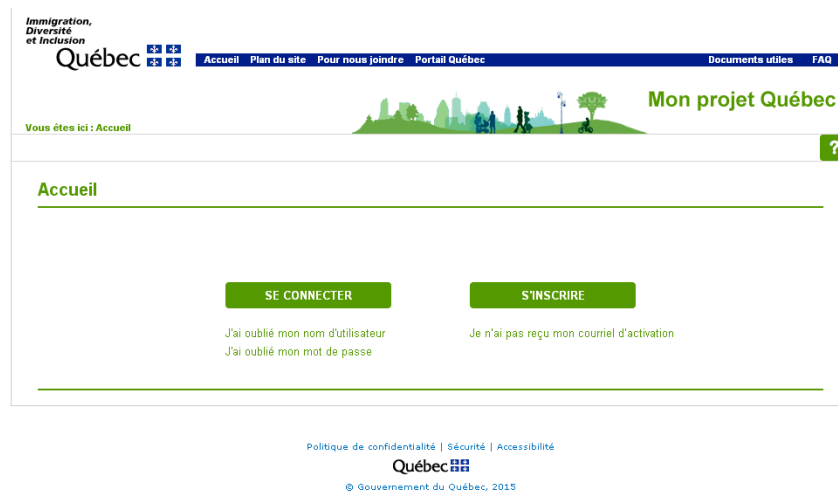 Immigration,
Diversité
et Inclusion
Québec
Accueil Plan du site Pour nous joindre Portail Québec Documents utiles FAQ
Mon projet Québec
Vous êtes ici : Accueil
?
Accueil
SE CONNECTER S'INSCRIRE
J'ai oublié mon nom d'utilisateur Je n'ai pas reçu mon courriel d'activation
J'ai oublié mon mot de passe
Politique de confidentialité | Sécurité | Accessibilité
Québec
© Gouvernement du Québec, 2015